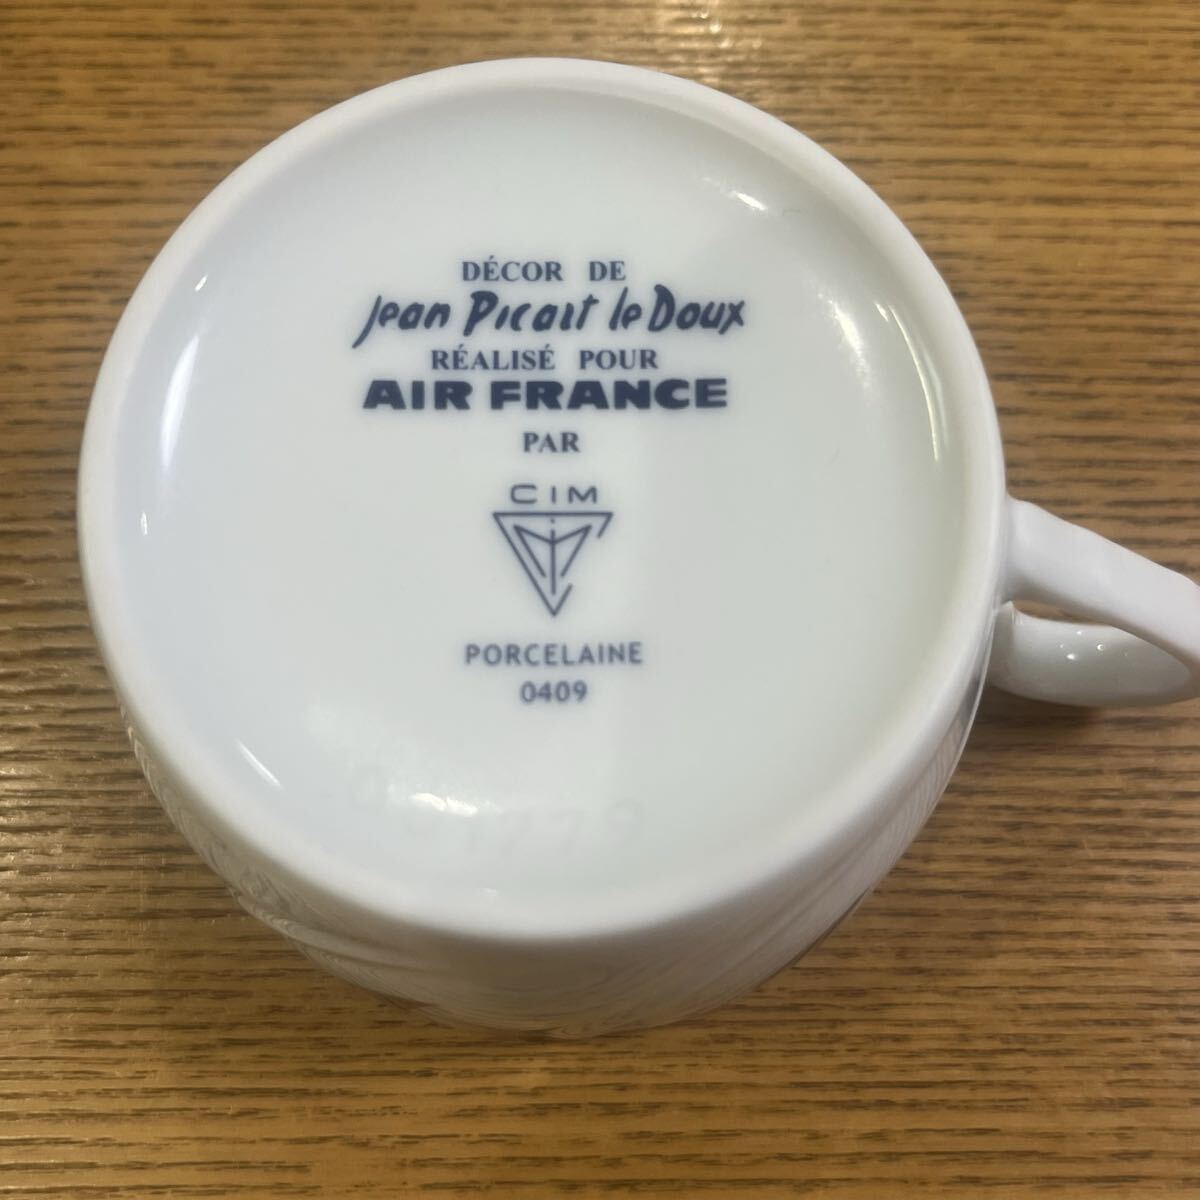 DÉCOR DE
Jean Picart le Doux
RÉALISÉ POUR
AIR FRANCE
PAR
CIM
PORCELAINE
0409